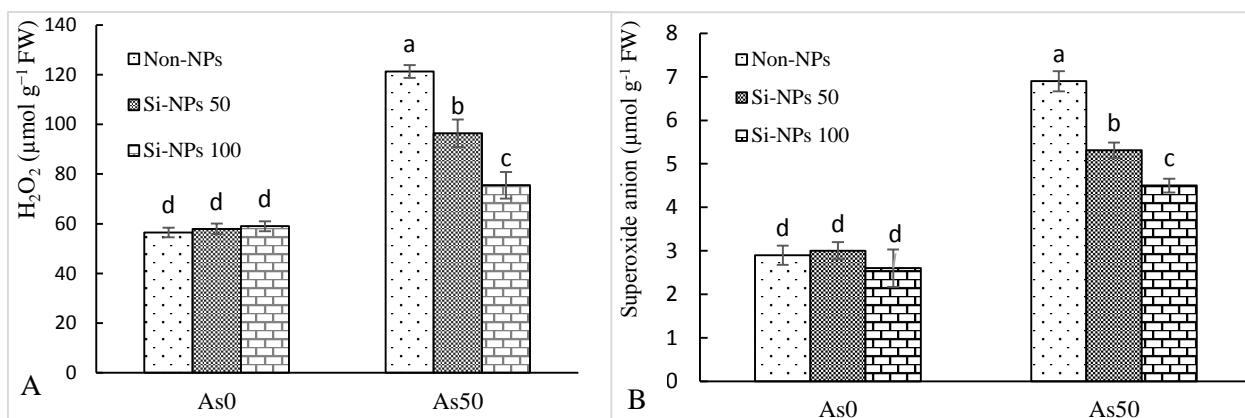 H₂O₂ (µmol g⁻¹ FW)
140
120
100
80
60
40
20
0
Non-NPs
Si-NPs 50
Si-NPs 100
d
d
d
a
b
c
As0
As50
A
Superoxide anion (µmol g⁻¹ FW)
8
7
6
5
4
3
2
1
0
Non-NPs
Si-NPs 50
Si-NPs 100
d
d
d
a
b
c
As0
As50
B